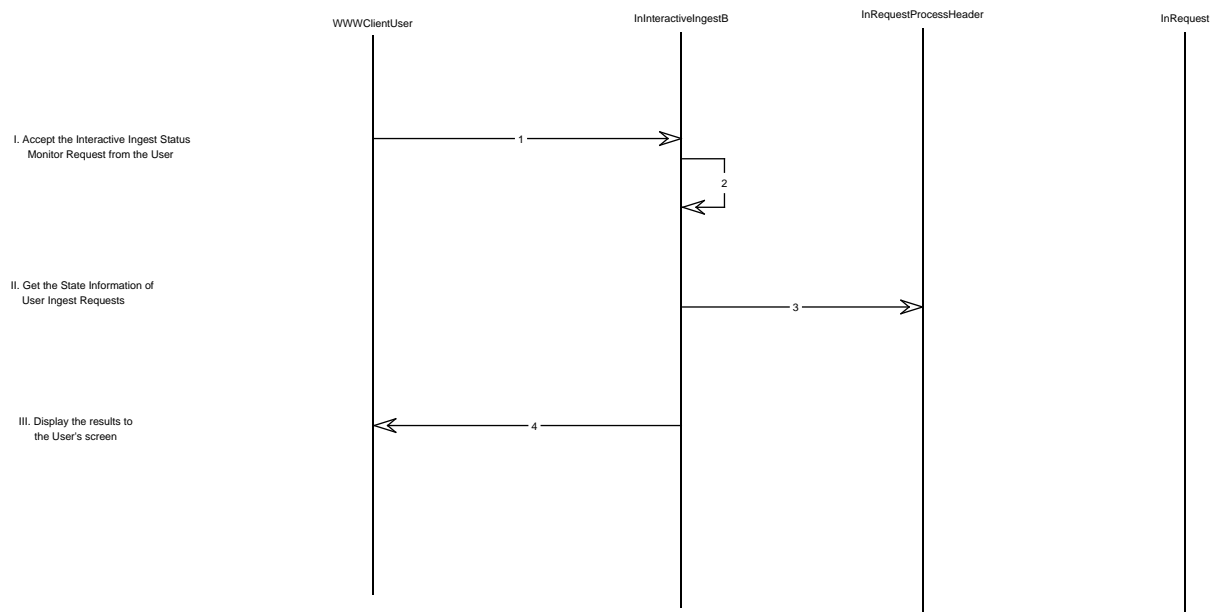 WWWClientUser
InInteractiveIngestB
InRequestProcessHeader
InRequest
I. Accept the Interactive Ingest Status
Monitor Request from the User
1
2
II. Get the State Information of
User Ingest Requests
3
III. Display the results to
the User's screen
4